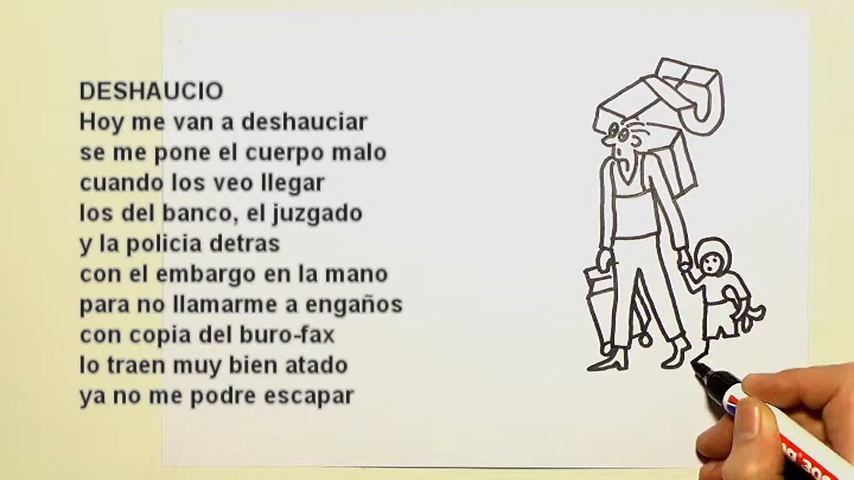 DESHAUCIO
Hoy me van a deshauciar
se me pone el cuerpo malo
cuando los veo llegar
los del banco, el juzgado
y la policia detras
con el embargo en la mano
para no llamarme a engaños
con copia del buro-fax
lo traen muy bien atado
ya no me podre escapar